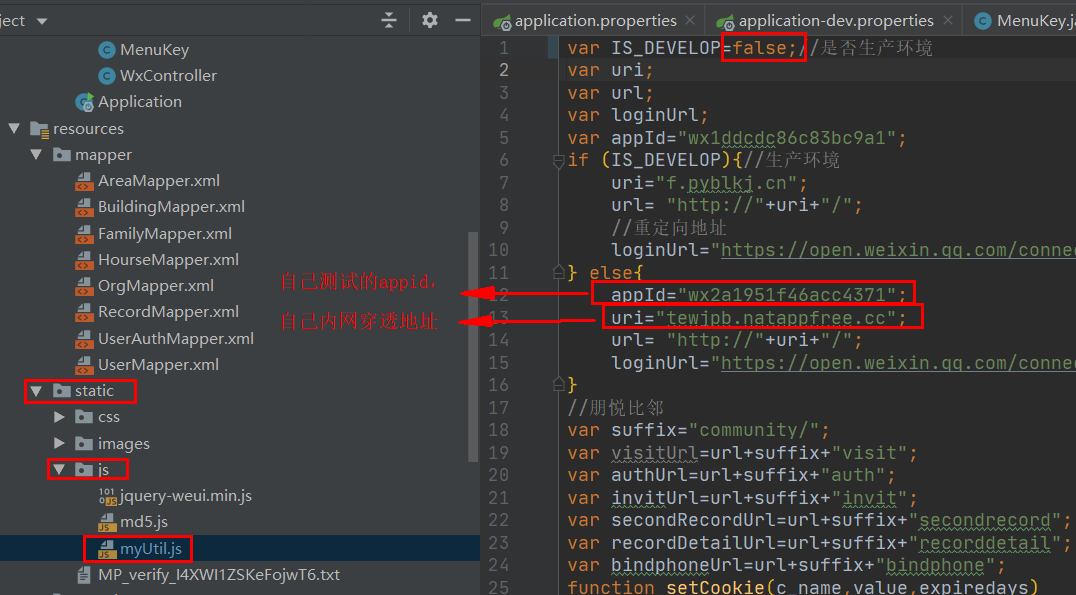 ject
MenuKey
WxController
Application
resources
mapper
AreaMapper.xml
BuildingMapper.xml
FamilyMapper.xml
HourseMapper.xml
OrgMapper.xml
RecordMapper.xml
UserAuthMapper.xml
UserMapper.xml
static
css
images
js
jquery-weui.min.js
md5.js
myUtil.js
MP_verify_I4XWI1ZSKeFojwT6.txt
自己测试的appid,
自己内网穿透地址
application.properties
application-dev.properties
MenuKey.ja
1 var IS_DEVELOP=false;//是否生产环境
2 var uri;
3 var url;
4 var loginUrl;
5 var appId="wx1ddcdc86c83bc9a1";
6 if (IS_DEVELOP){//生产环境
7 uri="f.pyblkj.cn";
8 url= "http://"+uri+"/";
9 //重定向地址
10 loginUrl="https://open.weixin.qq.com/connec
11 } else{
12 appId="wx2a1951f46acc4371";
13 uri="tewjpb.natappfree.cc";
14 url= "http://"+uri+"/";
15 loginUrl="https://open.weixin.qq.com/connec
16 }
17 //朋悦比邻
18 var suffix="community/";
19 var visitUrl=url+suffix+"visit";
20 var authUrl=url+suffix+"auth";
21 var invitUrl=url+suffix+"invit";
22 var secondRecordUrl=url+suffix+"secondrecord";
23 var recordDetailUrl=url+suffix+"recorddetail";
24 var bindphoneUrl=url+suffix+"bindphone";
25 function setCookie(c_name,value,expiredays)